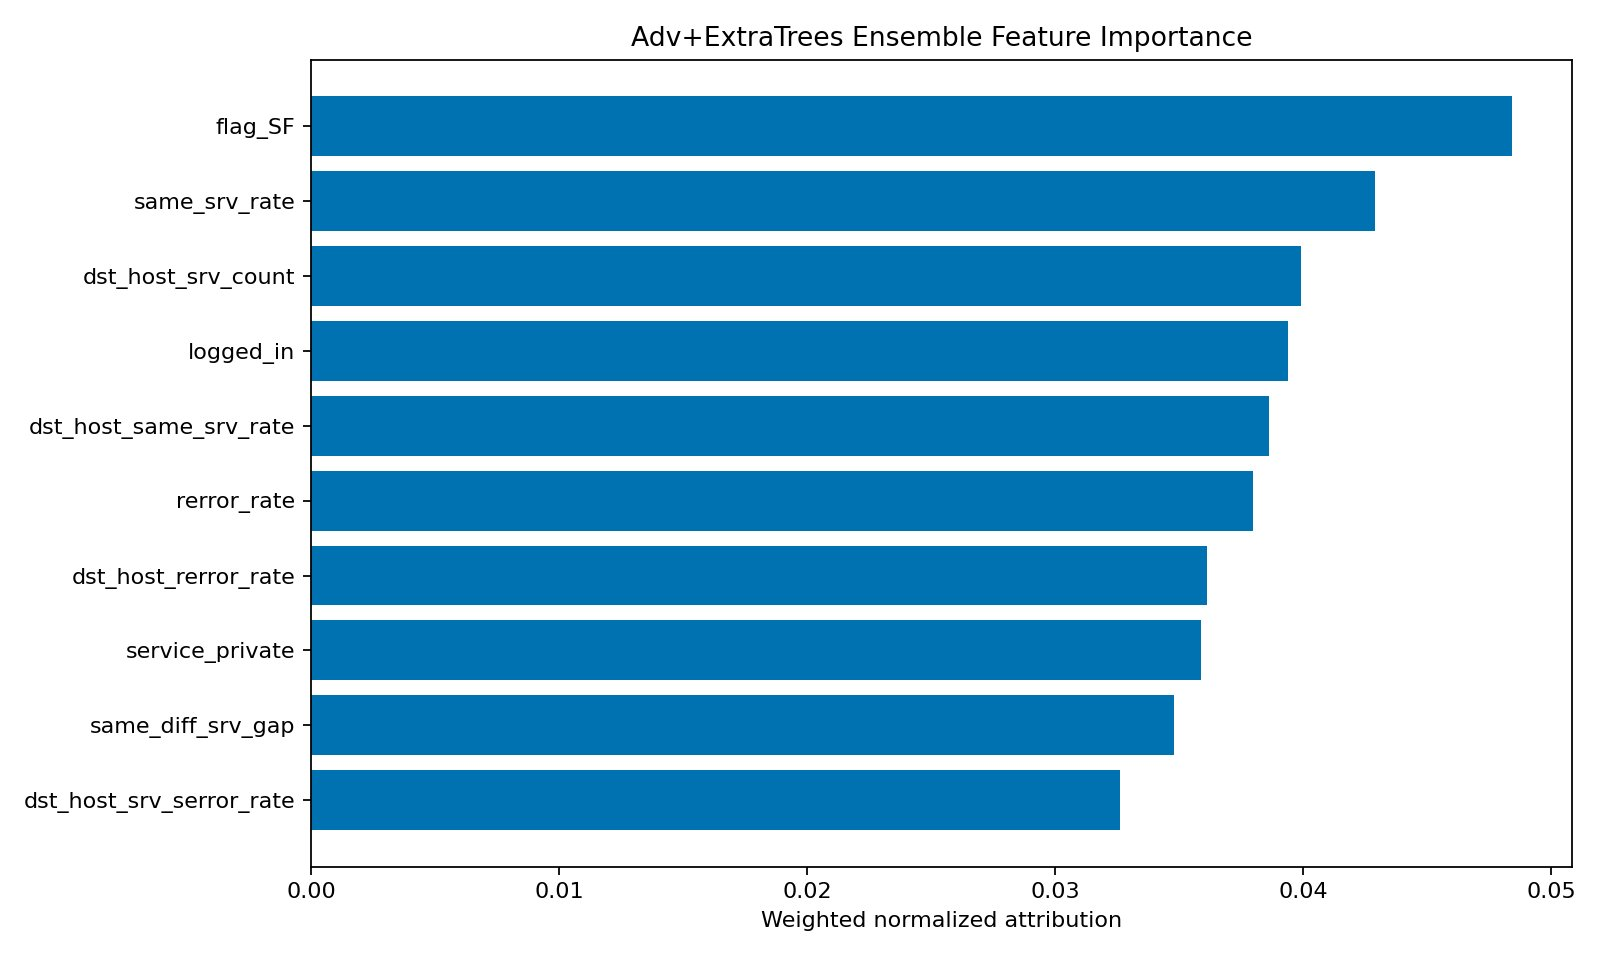 Adv+ExtraTrees Ensemble Feature Importance
flag_SF
same_srv_rate
dst_host_srv_count
logged_in
dst_host_same_srv_rate
rerror_rate
dst_host_rerror_rate
service_private
same_diff_srv_gap
dst_host_srv_serror_rate
0.00 0.01 0.02 0.03 0.04 0.05
Weighted normalized attribution